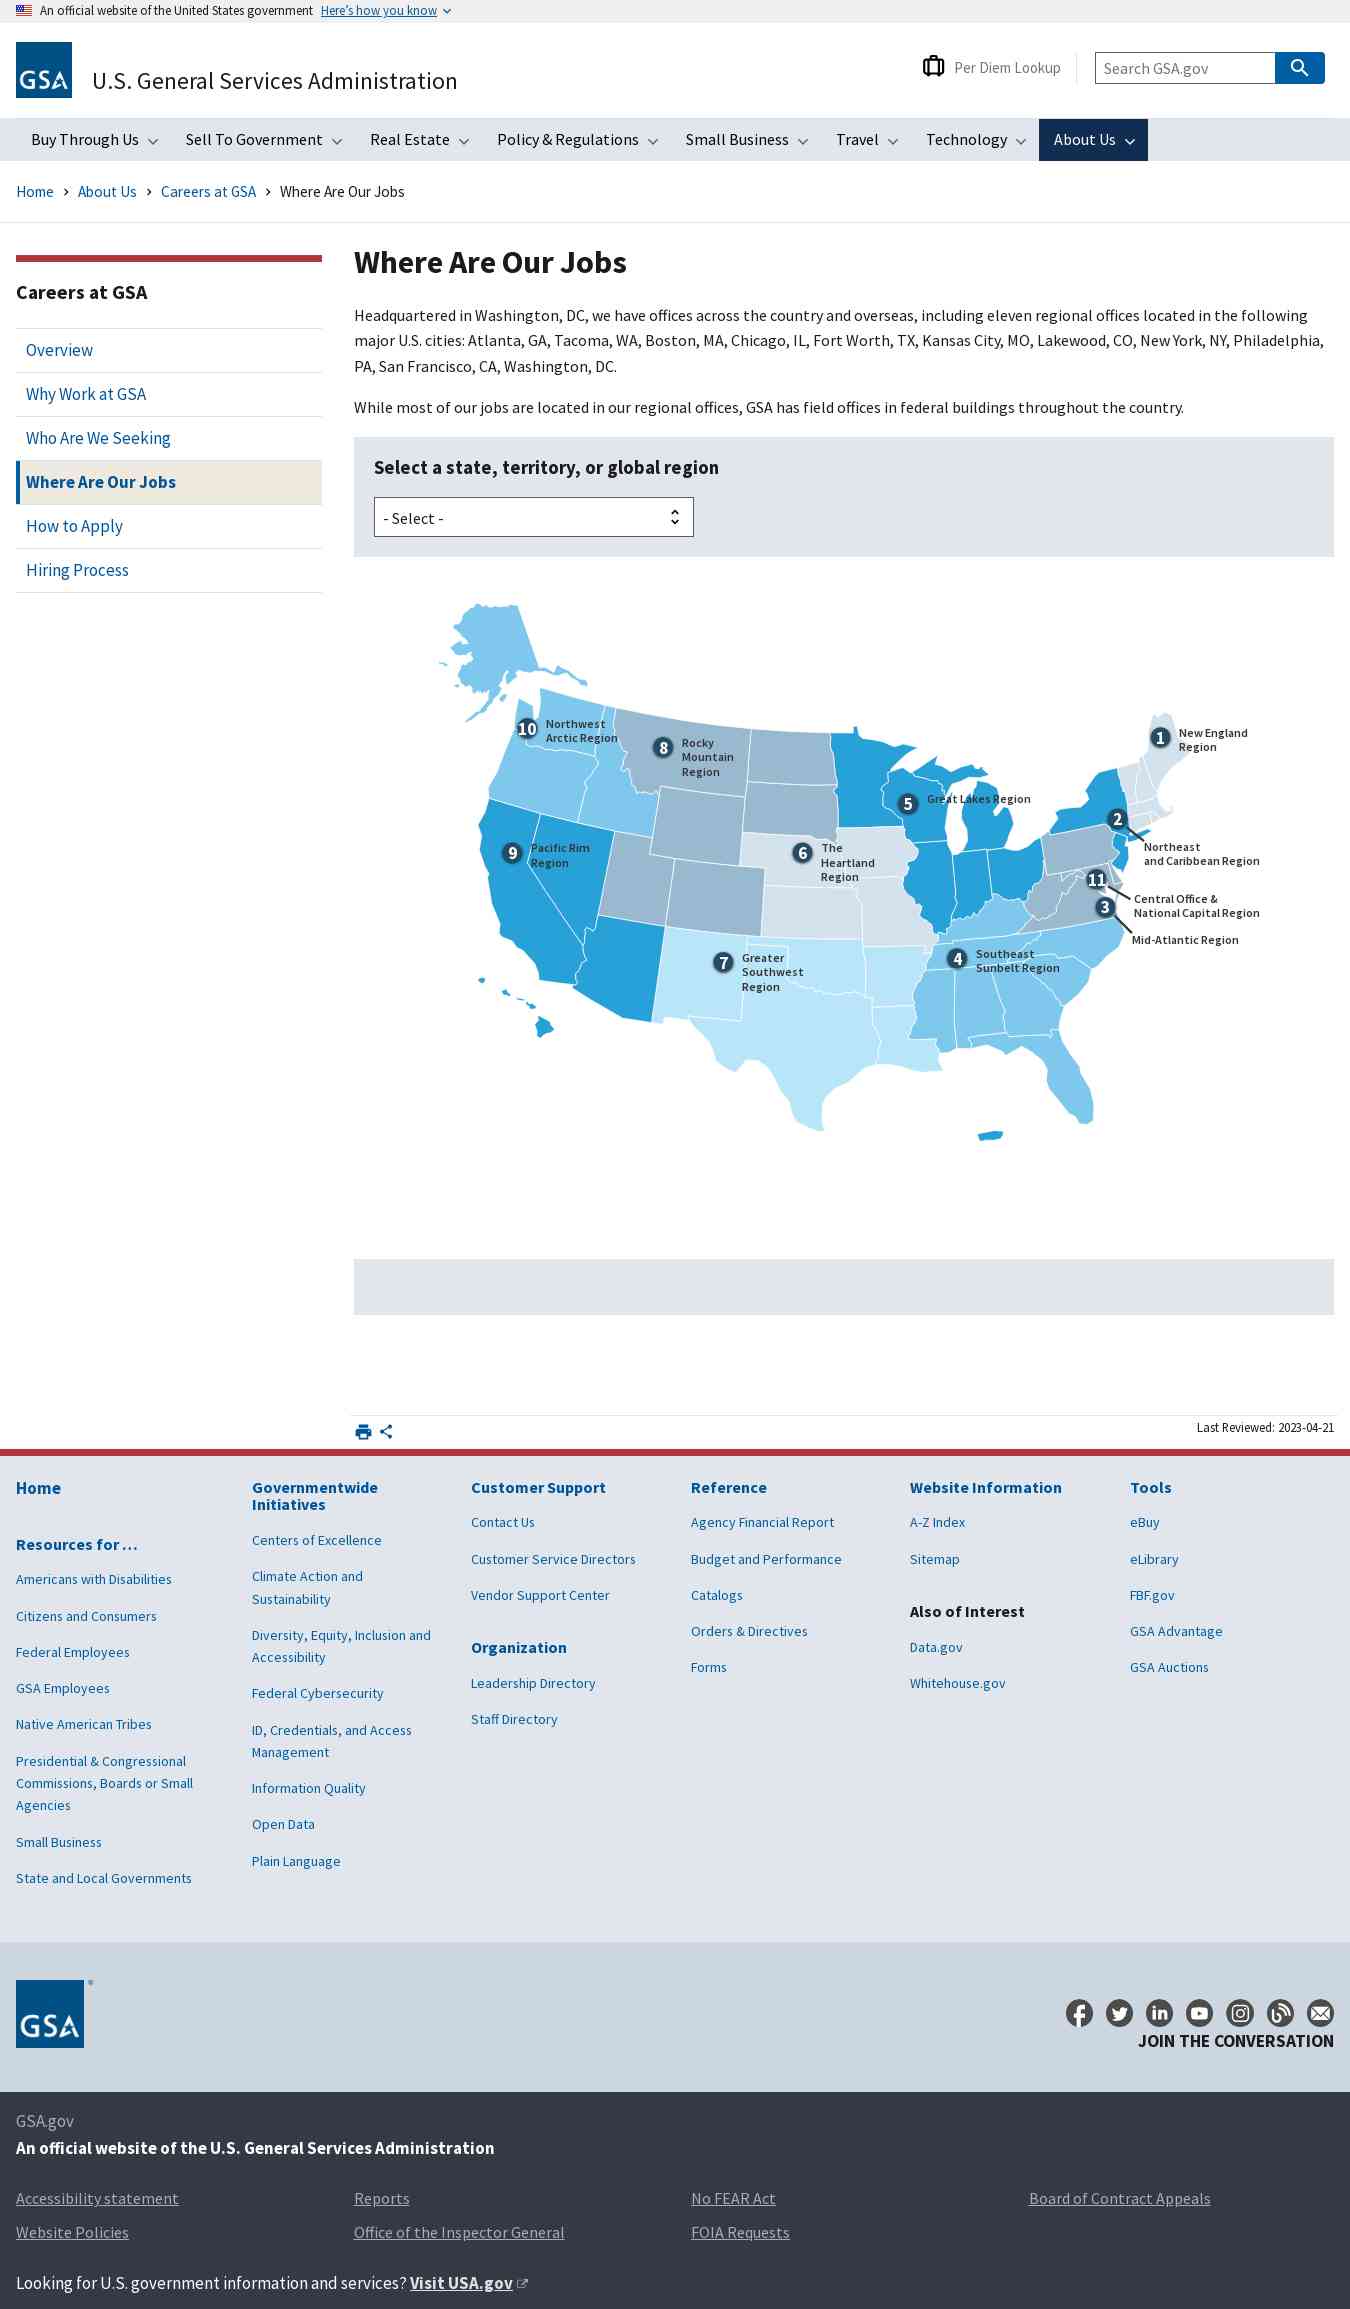 An official website of the United States government Here's how you know
GSA
U.S. General Services Administration
Per Diem Lookup
Search GSA.gov
Buy Through Us Sell To Government Real Estate Policy & Regulations Small Business Travel Technology About Us
Home About Us Careers at GSA Where Are Our Jobs
Careers at GSA
Overview
Why Work at GSA
Who Are We Seeking
Where Are Our Jobs
How to Apply
Hiring Process
Where Are Our Jobs
Headquartered in Washington, DC, we have offices across the country and overseas, including eleven regional offices located in the following
major U.S. cities: Atlanta, GA, Tacoma, WA, Boston, MA, Chicago, IL, Fort Worth, TX, Kansas City, MO, Lakewood, CO, New York, NY, Philadelphia,
PA, San Francisco, CA, Washington, DC.
While most of our jobs are located in our regional offices, GSA has field offices in federal buildings throughout the country.
Select a state, territory, or global region
- Select -
10 Northwest
Arctic Region
8 Rocky
Mountain
Region
1 New England
Region
5 Great Lakes Region
2
Northeast
and Caribbean Region
9 Pacific Rim
Region
6 The
Heartland
Region
11
Central Office &
National Capital Region
3
Mid-Atlantic Region
7 Greater
Southwest
Region
4 Southeast
Sunbelt Region
Last Reviewed: 2023-04-21
Home
Resources for …
Americans with Disabilities
Citizens and Consumers
Federal Employees
GSA Employees
Native American Tribes
Presidential & Congressional
Commissions, Boards or Small
Agencies
Small Business
State and Local Governments
Governmentwide
Initiatives
Centers of Excellence
Climate Action and
Sustainability
Diversity, Equity, Inclusion and
Accessibility
Federal Cybersecurity
ID, Credentials, and Access
Management
Information Quality
Open Data
Plain Language
Customer Support
Contact Us
Customer Service Directors
Vendor Support Center
Organization
Leadership Directory
Staff Directory
Reference
Agency Financial Report
Budget and Performance
Catalogs
Orders & Directives
Forms
Website Information
A-Z Index
Sitemap
Also of Interest
Data.gov
Whitehouse.gov
Tools
eBuy
eLibrary
FBF.gov
GSA Advantage
GSA Auctions
GSA
JOIN THE CONVERSATION
GSA.gov
An official website of the U.S. General Services Administration
Accessibility statement Reports No FEAR Act Board of Contract Appeals
Website Policies Office of the Inspector General FOIA Requests
Looking for U.S. government information and services? Visit USA.gov